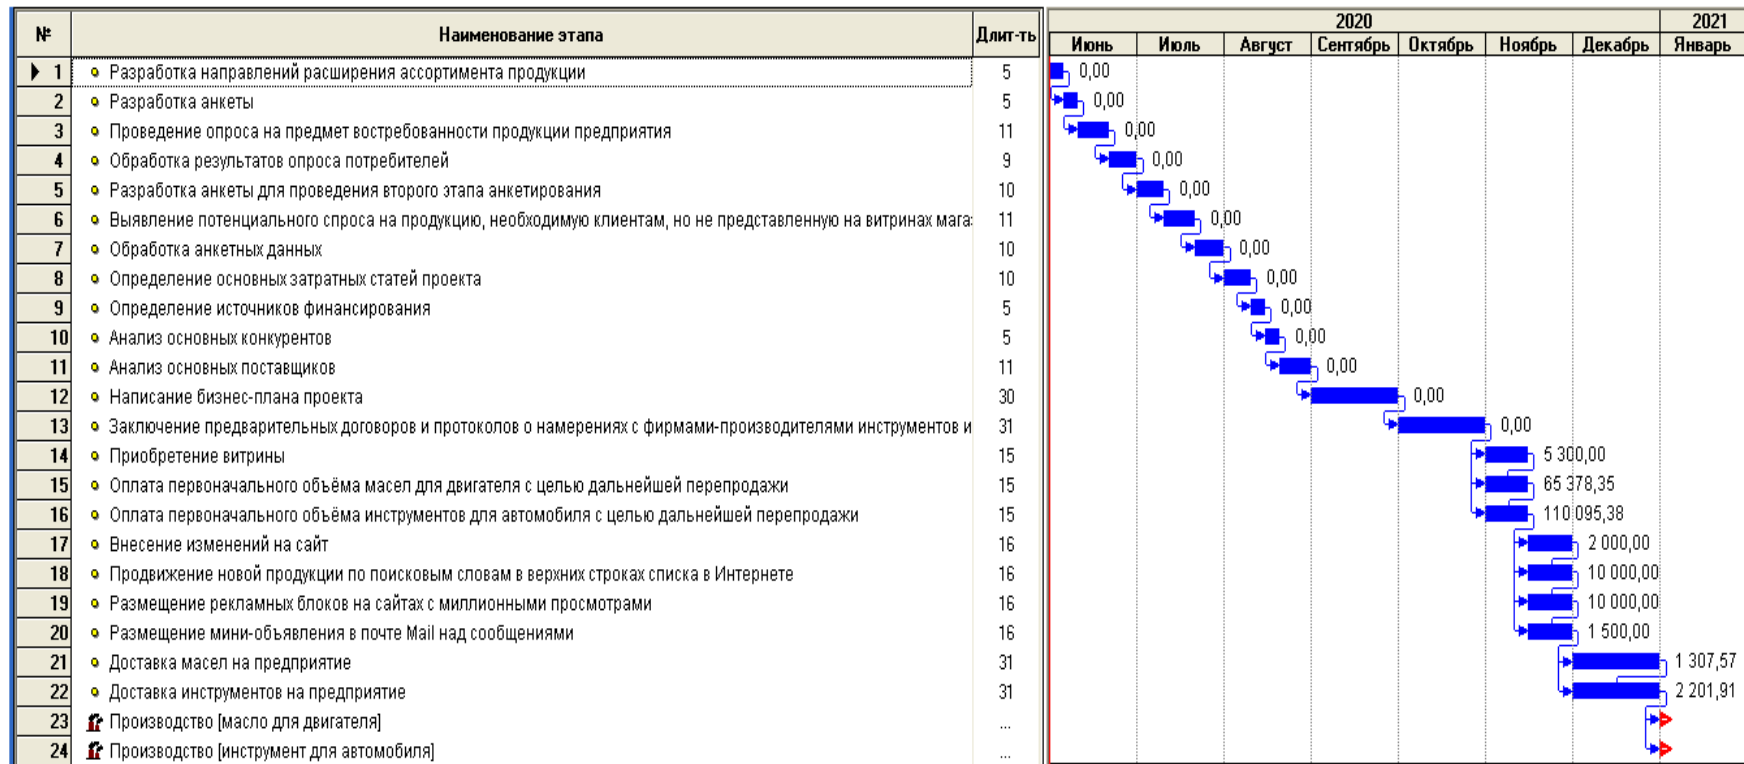 № Наименование этапа Длит-ть 2020 2021
Июнь Июль Август Сентябрь Октябрь Ноябрь Декабрь Январь
1 Разработка направлений расширения ассортимента продукции 5 0,00
2 Разработка анкеты 5 0,00
3 Проведение опроса на предмет востребованности продукции предприятия 11 0,00
4 Обработка результатов опроса потребителей 9 0,00
5 Разработка анкеты для проведения второго этапа анкетирования 10 0,00
6 Выявление потенциального спроса на продукцию, необходимую клиентам, но не представленную на витринах мага 11 0,00
7 Обработка анкетных данных 10 0,00
8 Определение основных затратных статей проекта 10 0,00
9 Определение источников финансирования 5 0,00
10 Анализ основных конкурентов 5 0,00
11 Анализ основных поставщиков 11 0,00
12 Написание бизнес-плана проекта 30 0,00
13 Заключение предварительных договоров и протоколов о намерениях с фирмами-производителями инструментов и 31 0,00
14 Приобретение витрины 15 5 300,00
15 Оплата первоначального объёма масел для двигателя с целью дальнейшей перепродажи 15 65 378,35
16 Оплата первоначального объёма инструментов для автомобиля с целью дальнейшей перепродажи 15 110 095,38
17 Внесение изменений на сайт 16 2 000,00
18 Продвижение новой продукции по поисковым словам в верхних строках списка в Интернете 16 10 000,00
19 Размещение рекламных блоков на сайтах с миллионными просмотрами 16 10 000,00
20 Размещение мини-объявления в почте Mail над сообщениями 16 1 500,00
21 Доставка масел на предприятие 31 1 307,57
22 Доставка инструментов на предприятие 31 2 201,91
23 Производство [масло для двигателя] ...
24 Производство [инструмент для автомобиля] ...